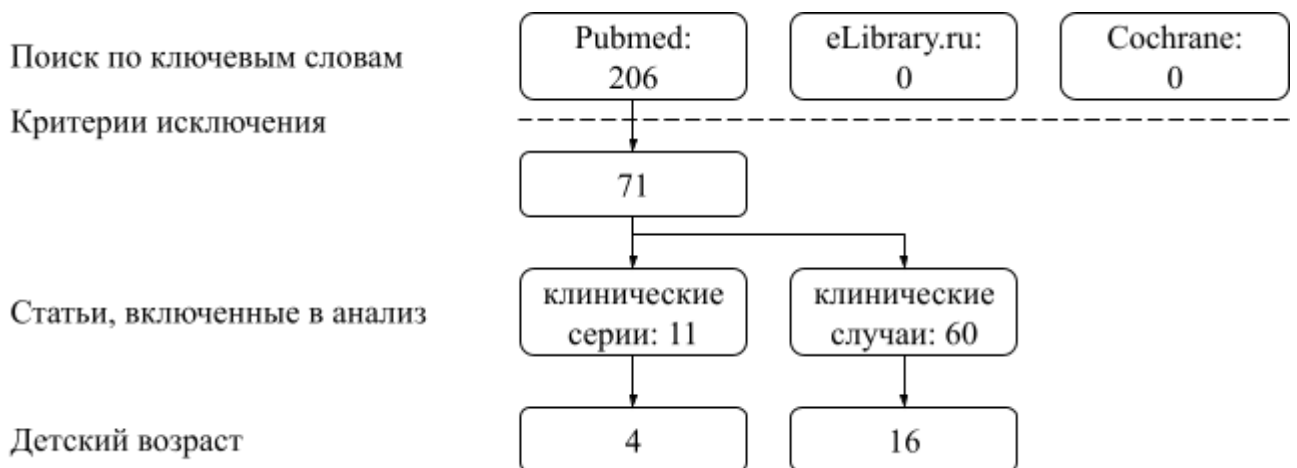 Поиск по ключевым словам
Pubmed:
206
eLibrary.ru:
0
Cochrane:
0
Критерии исключения
71
Статьи, включенные в анализ
клинические
серии: 11
клинические
случаи: 60
Детский возраст
4
16